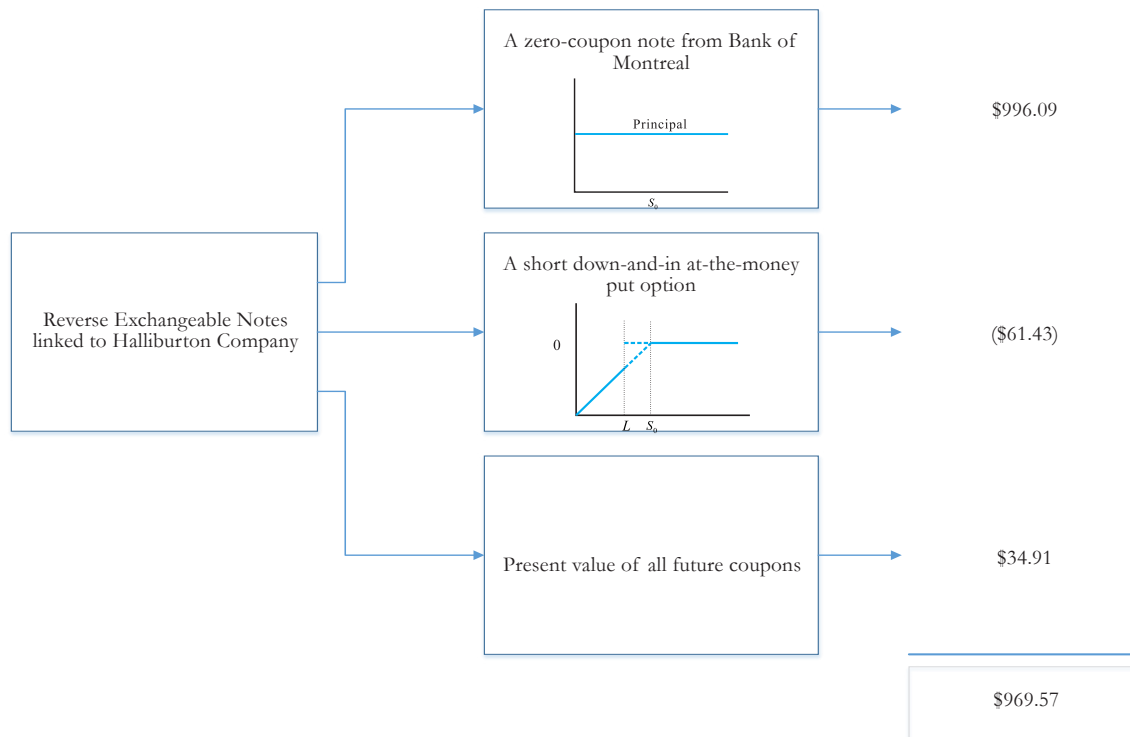 A zero-coupon note from Bank of
Montreal
Principal
S₀
$996.09
Reverse Exchangeable Notes
linked to Halliburton Company
A short down-and-in at-the-money
put option
0
L
S₀
($61.43)
Present value of all future coupons
$34.91
$969.57